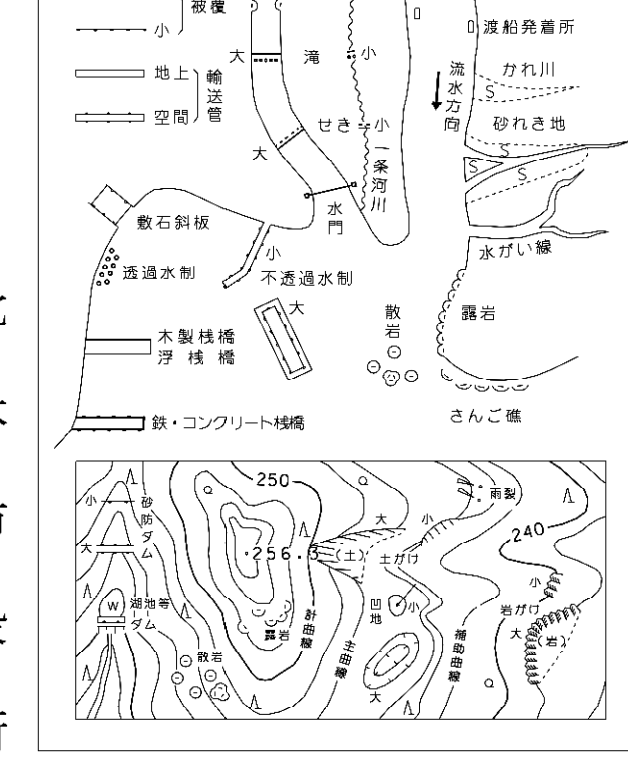 被覆
小
大 滝 小
渡船発着所
地上
輸送管
空間
流水方向
かれ川
S
せき 小
砂れき地
大
S
一条河川
S
S
水門
敷石斜板
小
水がい線
透過水制
不透過水制
大
散岩
露岩
木製桟橋
浮桟橋
鉄・コンクリート桟橋
さんご礁
250
Q
Q
雨裂
小
砂防ダム
大
小
240
大
256.3
(土)
土がけ
小
W
湖池等ダム
凹地
小
岩がけ
大
(岩)
露岩
計曲線
主曲線
補助曲線
散岩
大
Q